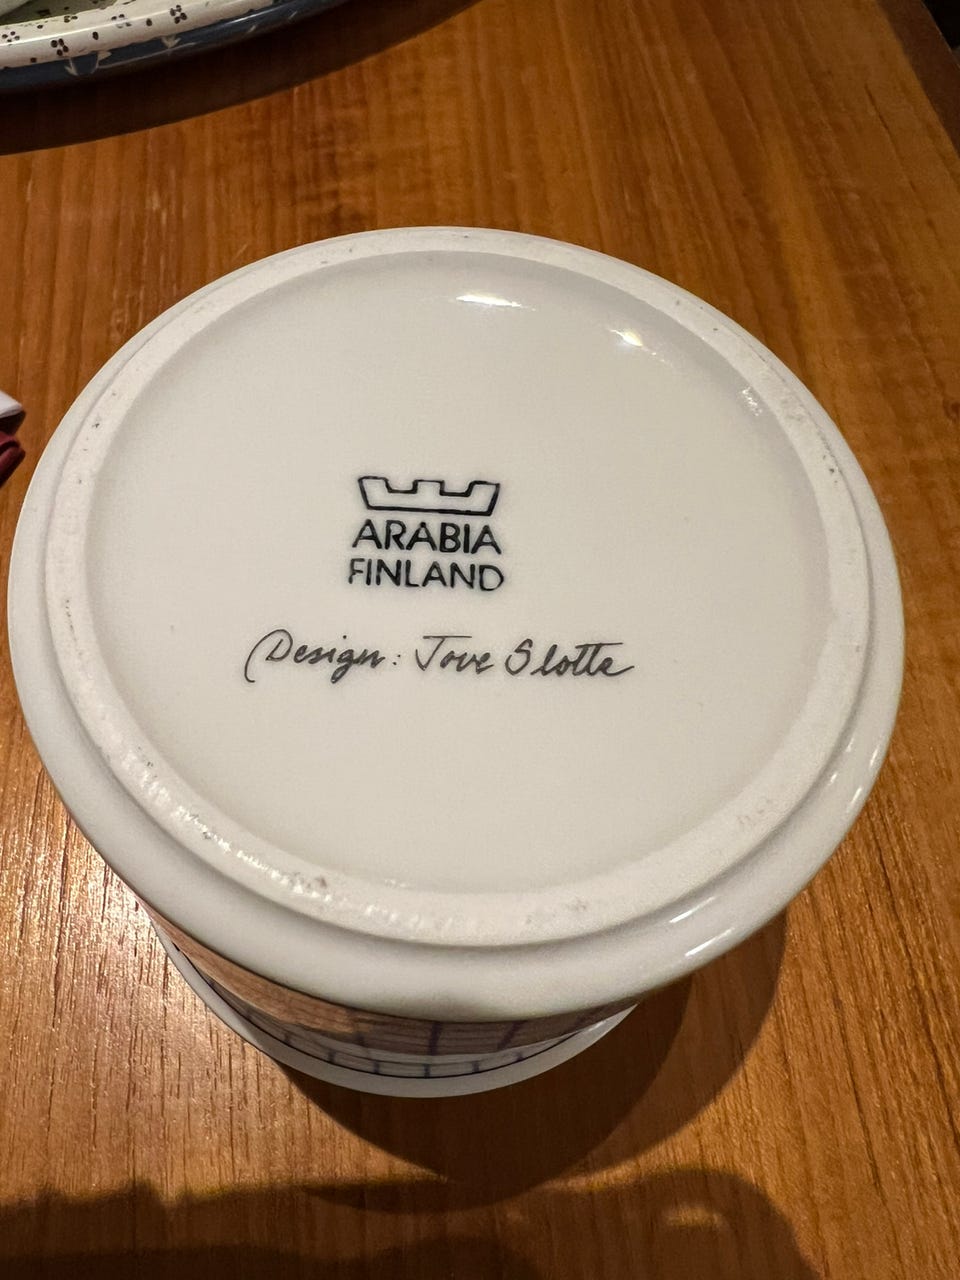 ARABIA
FINLAND
Design: Tove Slotte